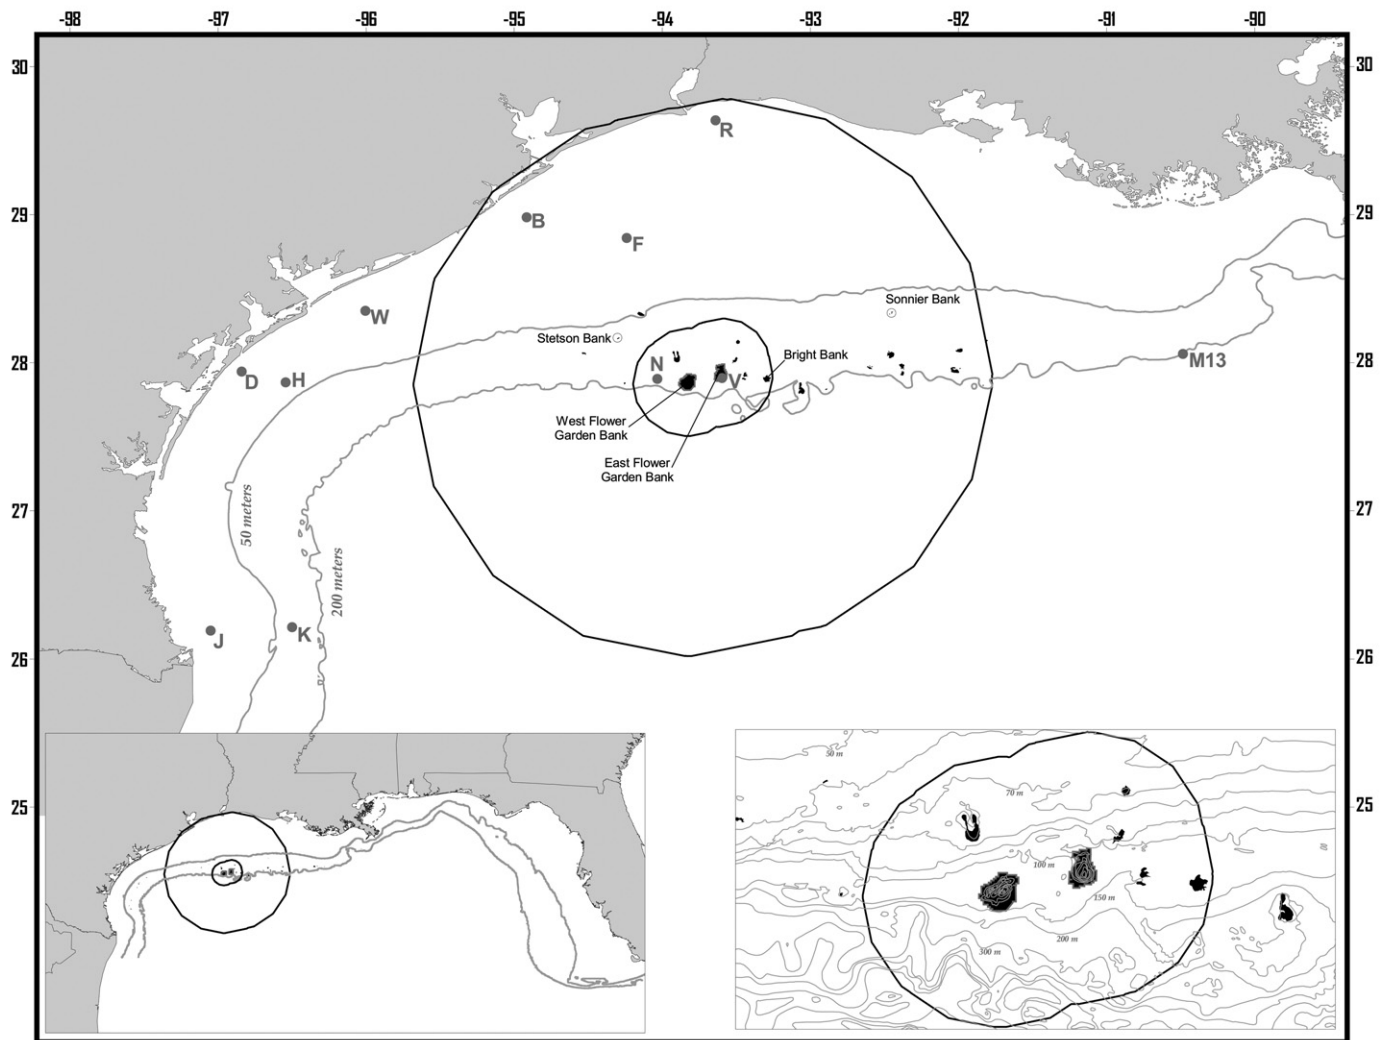 -98 -97 -96 -95 -94 -93 -92 -91 -90
30 30
R
29 29
B
F
Sonnier Bank
W
Stetson Bank
28 28
Bright Bank
M13
N
V
D
H
West Flower
Garden Bank
East Flower
Garden Bank
27 27
50 meters
200 meters
J
K
26 26
25 25
50 m
70 m
100 m
150 m
200 m
300 m